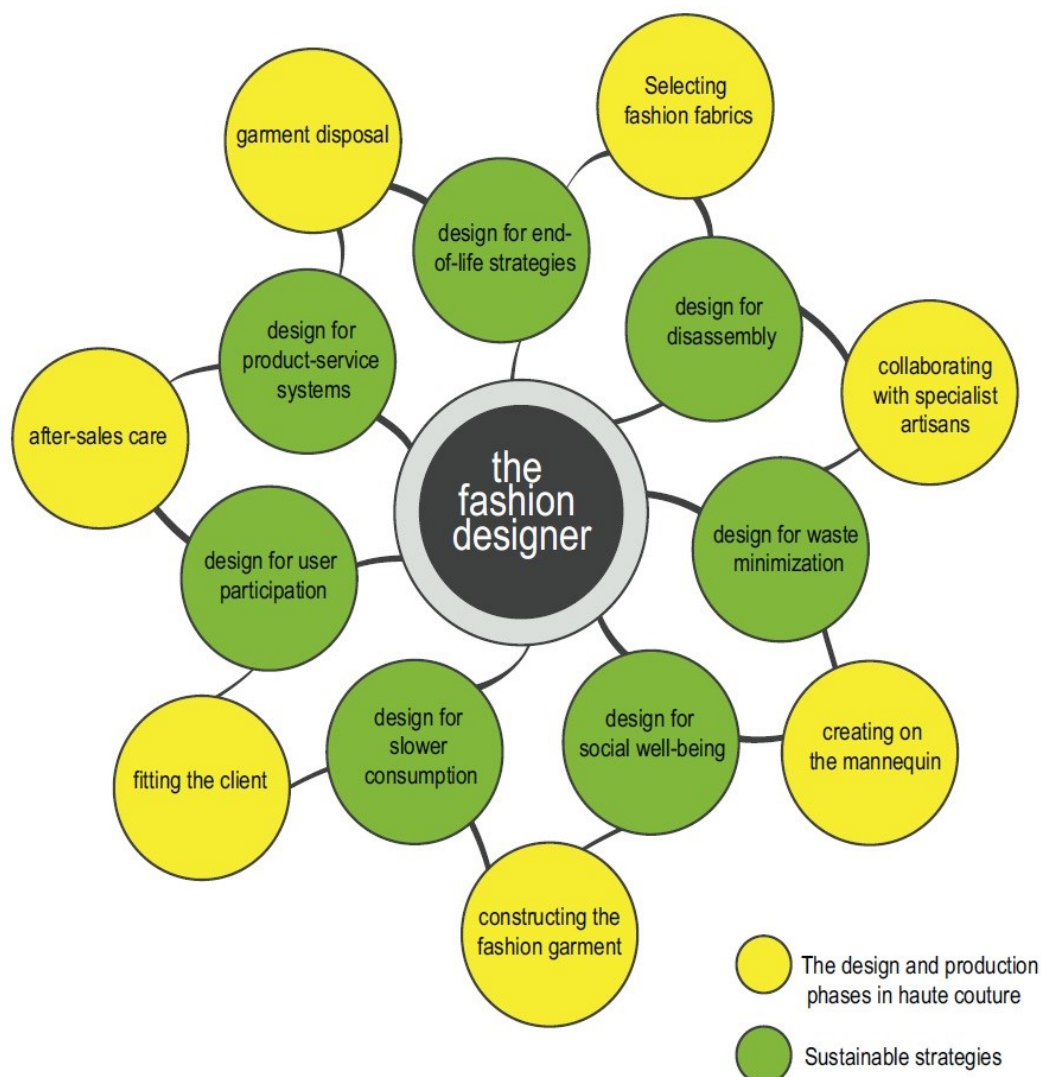 Selecting
fashion fabrics
garment disposal
design for end-
of-life strategies
design for
disassembly
design for
product-service
systems
collaborating
with specialist
artisans
after-sales care
the
fashion
designer
design for waste
minimization
design for user
participation
design for
slower
consumption
design for
social well-being
creating on
the mannequin
fitting the client
constructing the
fashion garment
The design and production
phases in haute couture
Sustainable strategies